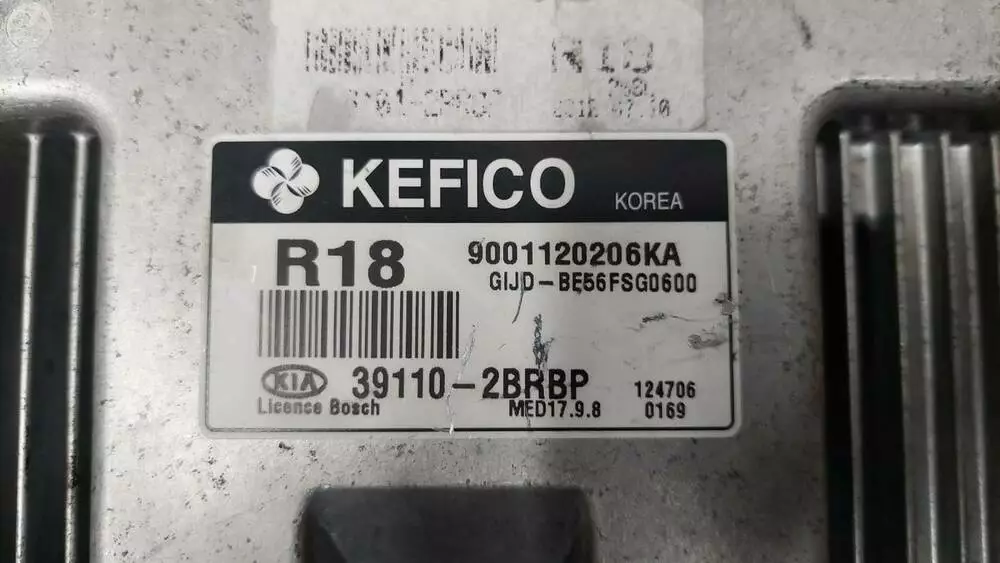 KEFICO KOREA
R18 9001120206KA
GIJD-BE56FSG0600
39110-2BRBP 124706
KIA
Licence Bosch MED17.9.8 0169